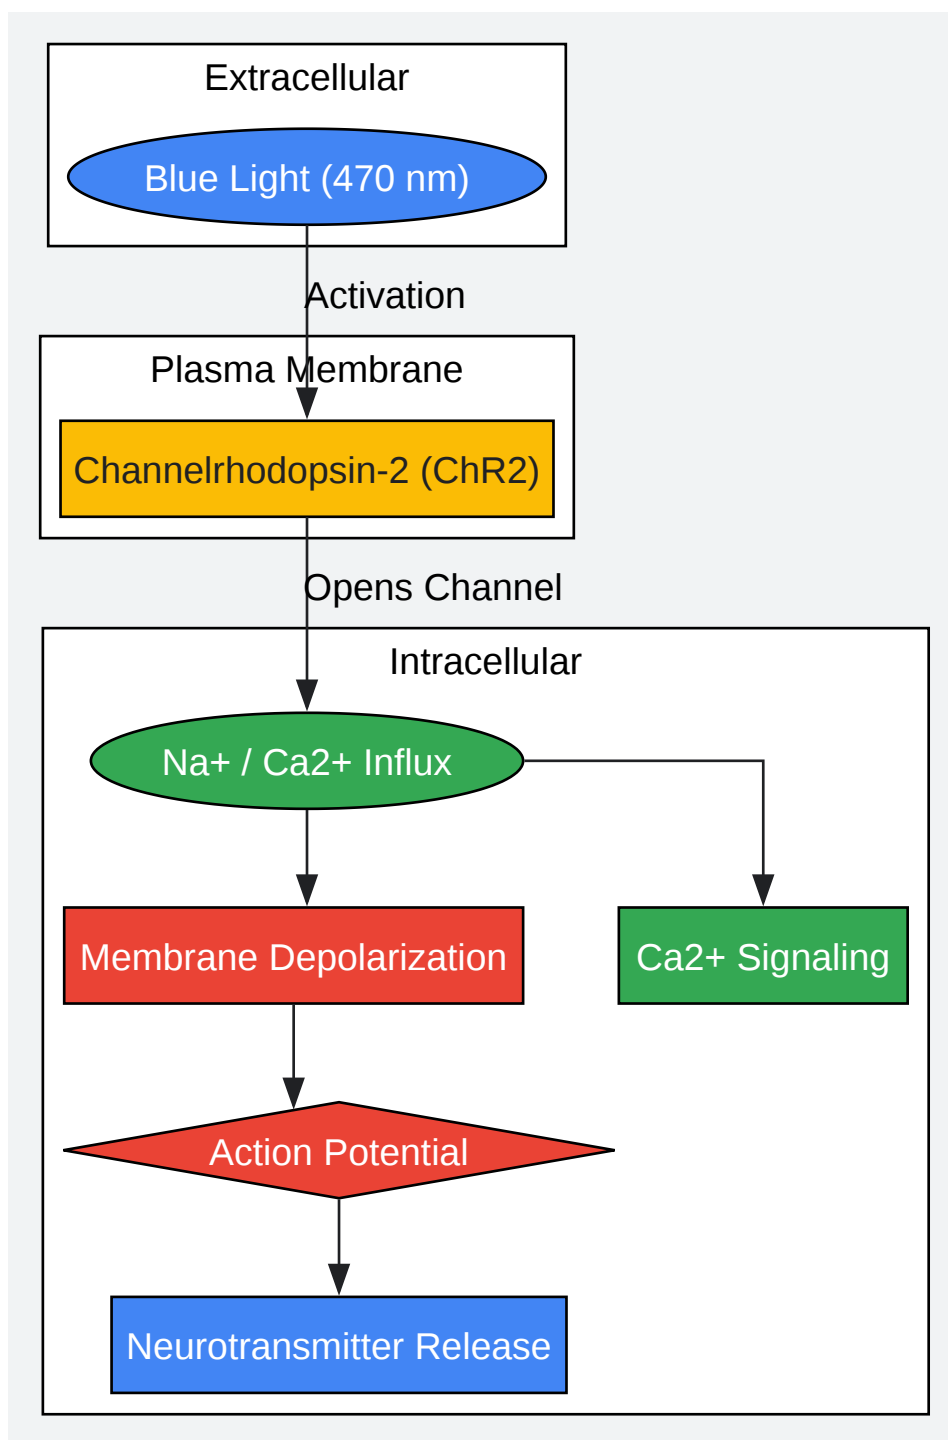 Extracellular
Blue Light (470 nm)
Activation
Plasma Membrane
Channelrhodopsin-2 (ChR2)
Opens Channel
Intracellular
Na+ / Ca2+ Influx
Membrane Depolarization
Ca2+ Signaling
Action Potential
Neurotransmitter Release